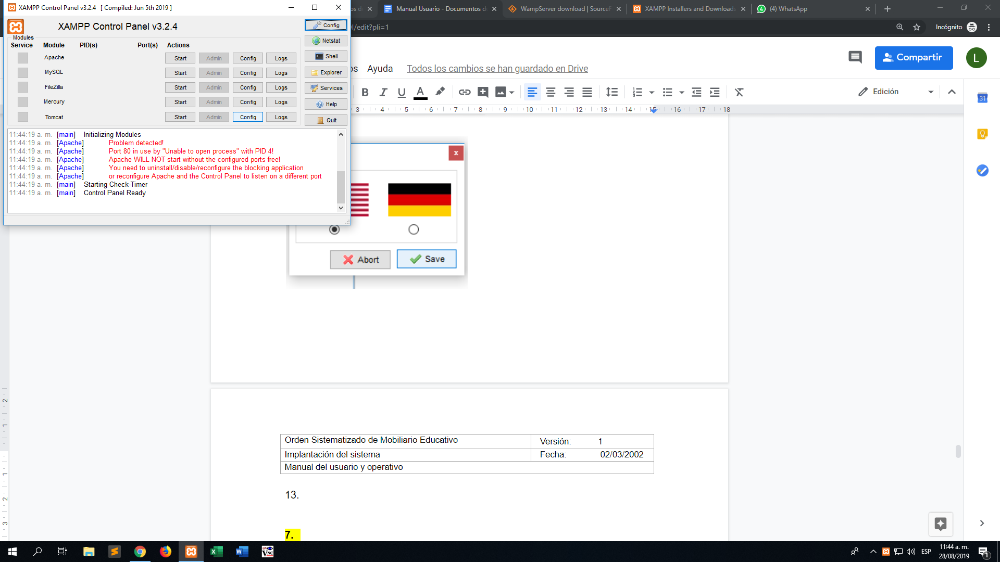 XAMPP Control Panel v3.2.4 [ Compiled: Jun 5th 2019 ]
XAMPP Control Panel v3.2.4
Modules
Service Module PID(s) Port(s) Actions
Apache Start Admin Config Logs
MySQL Start Admin Config Logs
FileZilla Start Admin Config Logs
Mercury Start Admin Config Logs
Tomcat Start Admin Config Logs
Config
Netstat
Shell
Explorer
Services
Help
Quit
11:44:19 a. m. [main] Initializing Modules
11:44:19 a. m. [Apache] Problem detected!
11:44:19 a. m. [Apache] Port 80 in use by "Unable to open process" with PID 4!
11:44:19 a. m. [Apache] Apache WILL NOT start without the configured ports free!
11:44:19 a. m. [Apache] You need to uninstall/disable/reconfigure the blocking application
11:44:19 a. m. [Apache] or reconfigure Apache and the Control Panel to listen on a different port
11:44:19 a. m. [main] Starting Check-Timer
11:44:19 a. m. [main] Control Panel Ready
Manual Usuario - Documentos d
WampServer download | Source
XAMPP Installers and Downloads
(4) WhatsApp
/edit?pli=1
Incógnito
os Ayuda Todos los cambios se han guardado en Drive
Compartir
L
B I U A
Edición
31
3 4 5 6 7 8 9 10 11 12 13 14 15 16 17 18
Abort Save
2
1
1
2
3
Orden Sistematizado de Mobiliario Educativo Versión: 1
Implantación del sistema Fecha: 02/03/2002
Manual del usuario y operativo
13.
7.
ESP
11:44 a. m.
28/08/2019
1